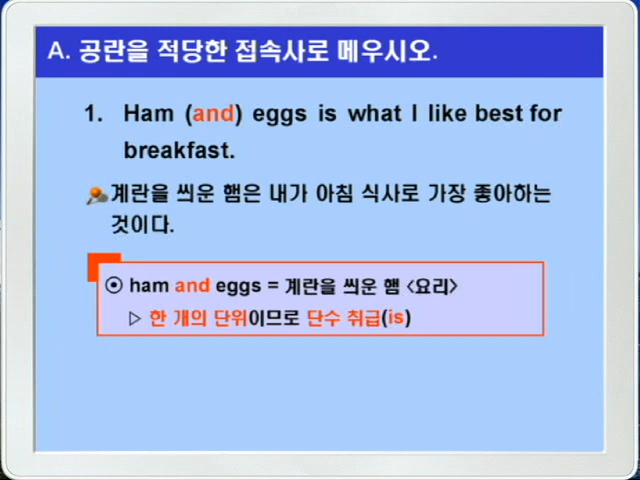 A. 공란을 적당한 접속사로 메우시오.
1. Ham (and) eggs is what I like best for
breakfast.
계란을 씌운 햄은 내가 아침 식사로 가장 좋아하는
것이다.
⊙ ham and eggs = 계란을 씌운 햄 <요리>
▷ 한 개의 단위이므로 단수 취급(is)